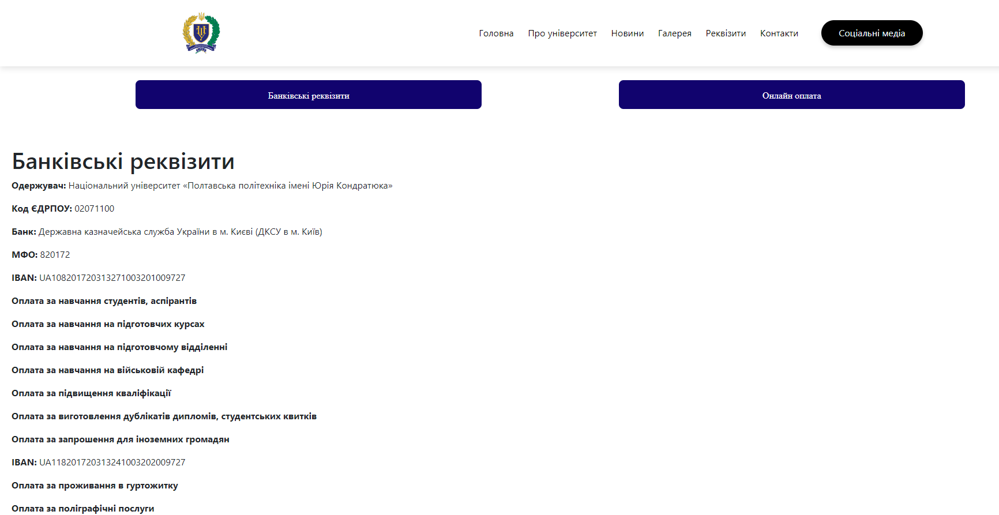 Головна Про університет Новини Галерея Реквізити Контакти Соціальні медіа
Банківські реквізити Онлайн оплата
Банківські реквізити
Одержувач: Національний університет «Полтавська політехніка імені Юрія Кондратюка»
Код ЄДРПОУ: 02071100
Банк: Державна казначейська служба України в м. Києві (ДКСУ в м. Київ)
МФО: 820172
IBAN: UA108201720313271003201009727
Оплата за навчання студентів, аспірантів
Оплата за навчання на підготовчих курсах
Оплата за навчання на підготовчому відділенні
Оплата за навчання на військовій кафедрі
Оплата за підвищення кваліфікації
Оплата за виготовлення дублікатів дипломів, студентських квитків
Оплата за запрошення для іноземних громадян
IBAN: UA118201720313241003202009727
Оплата за проживання в гуртожитку
Оплата за поліграфічні послуги